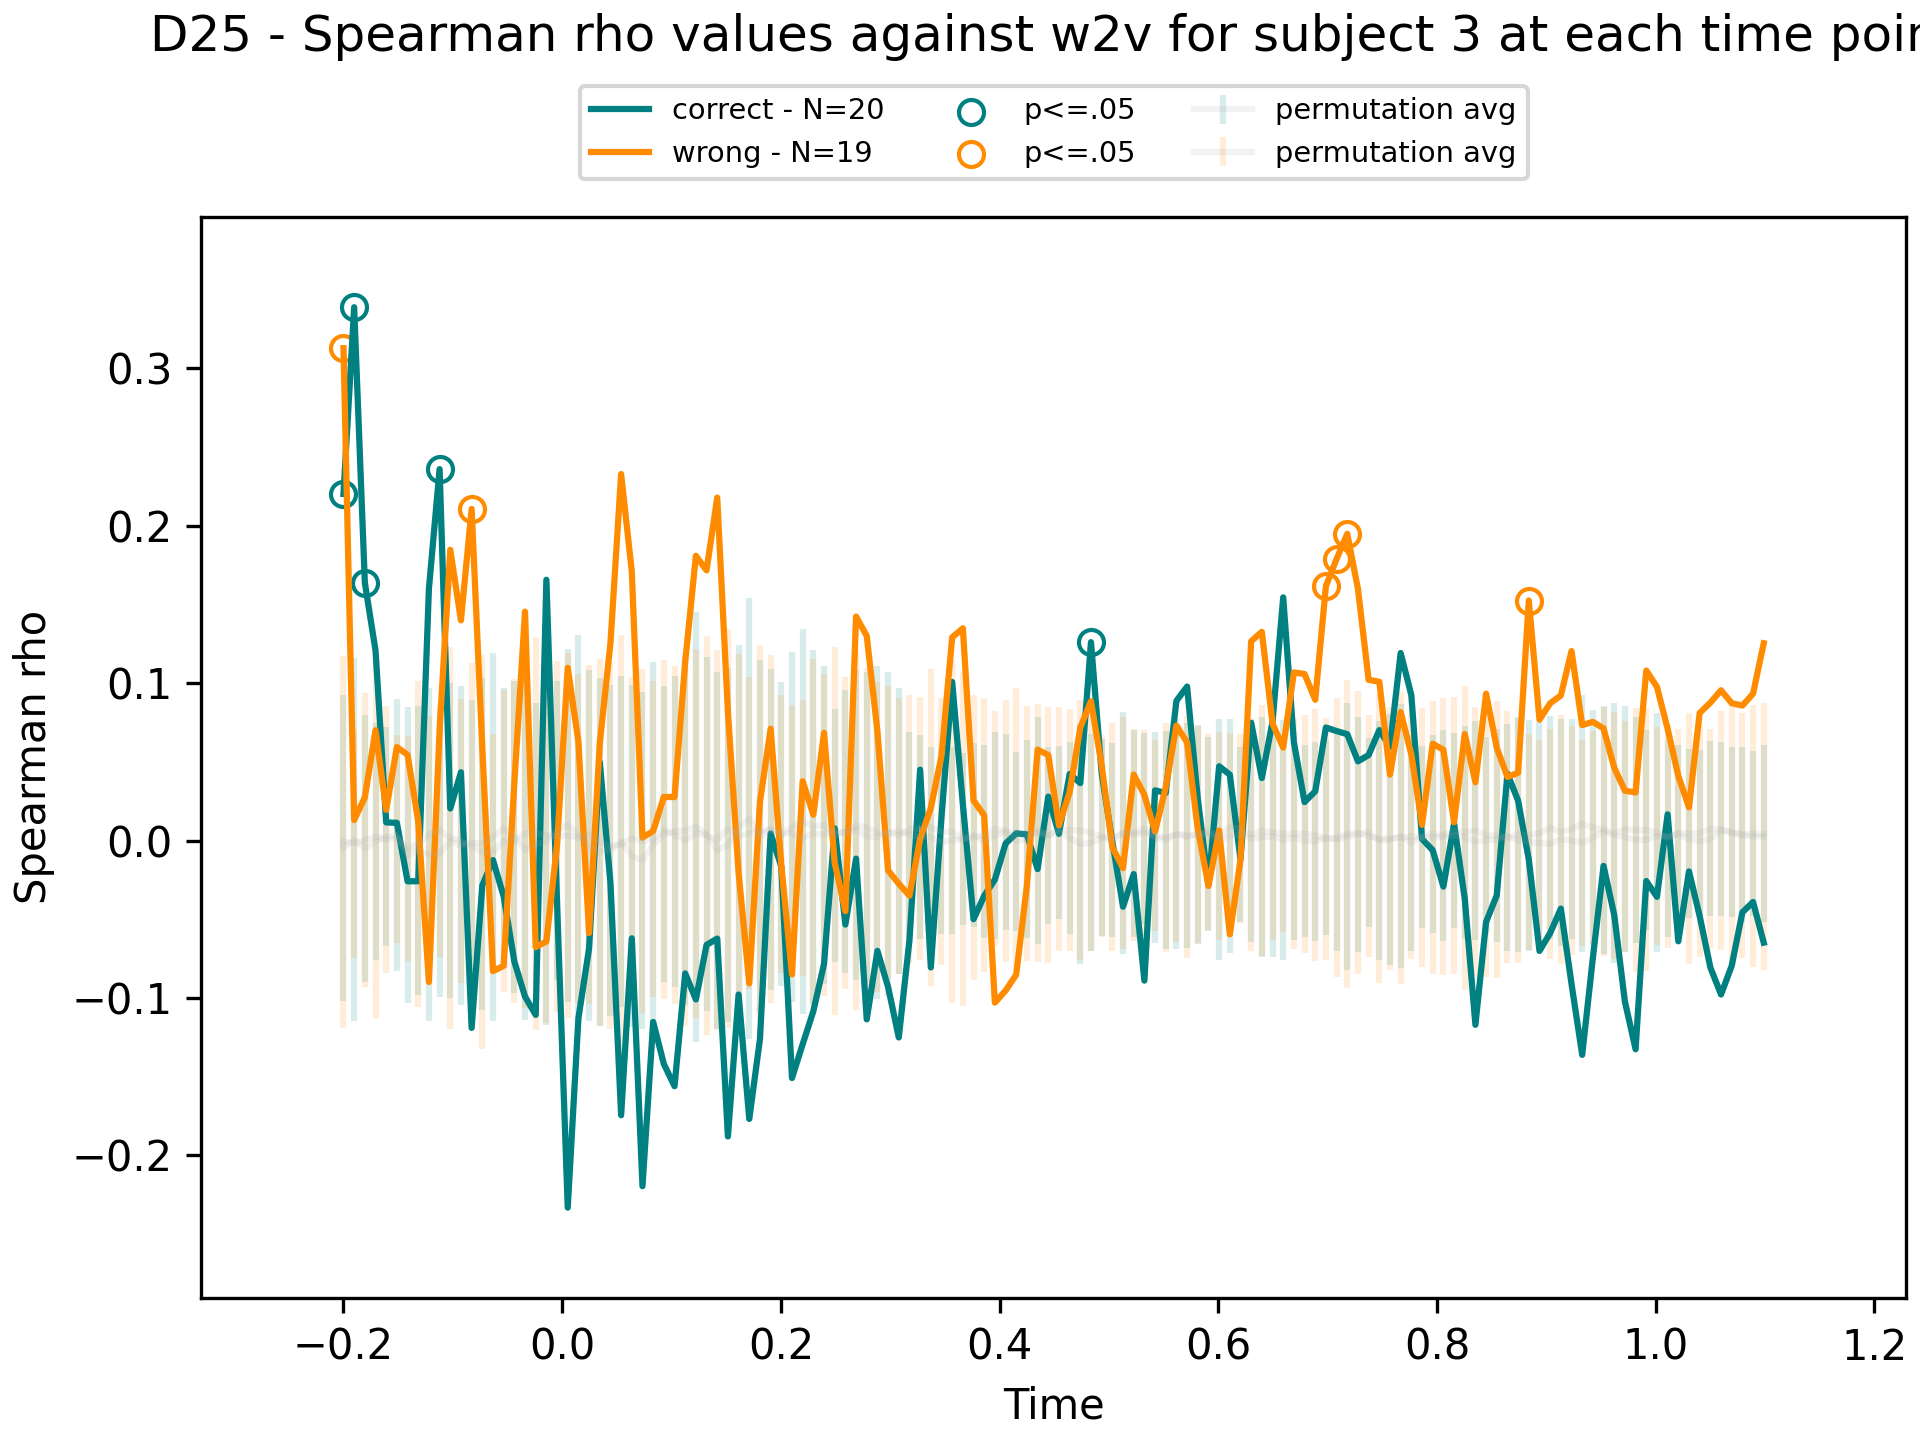 D25 - Spearman rho values against w2v for subject 3 at each time
correct - N=20 p<=.05 permutation avg
wrong - N=19 p<=.05 permutation avg
Spearman rho
0.3
0.2
0.1
0.0
−0.1
−0.2
−0.2 0.0 0.2 0.4 0.6 0.8 1.0 1.2
Time